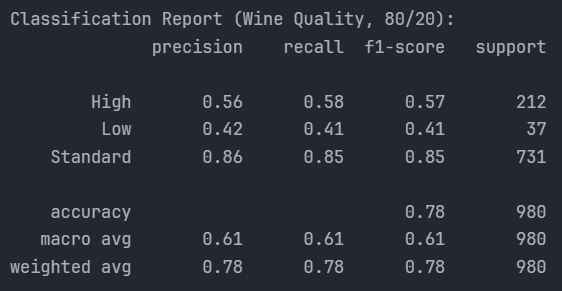 Classification Report (Wine Quality, 80/20):
precision recall f1-score support
High 0.56 0.58 0.57 212
Low 0.42 0.41 0.41 37
Standard 0.86 0.85 0.85 731
accuracy 0.78 980
macro avg 0.61 0.61 0.61 980
weighted avg 0.78 0.78 0.78 980